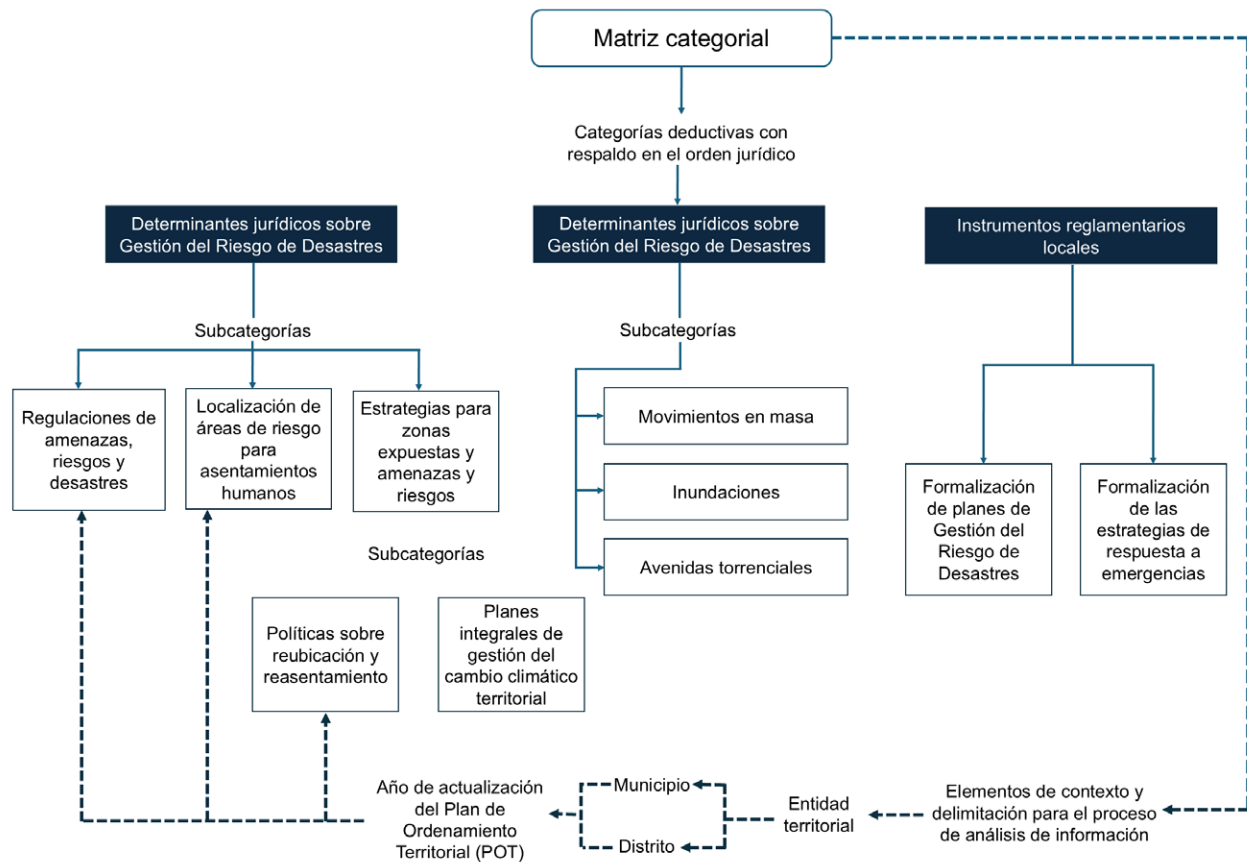 Matriz categorial
Categorías deductivas con
respaldo en el orden jurídico
Determinantes jurídicos sobre
Gestión del Riesgo de Desastres
Determinantes jurídicos sobre
Gestión del Riesgo de Desastres
Instrumentos reglamentarios
locales
Subcategorías
Subcategorías
Regulaciones de
amenazas,
riesgos y
desastres
Localización de
áreas de riesgo
para
asentamientos
humanos
Estrategias para
zonas
expuestas y
amenazas y
riesgos
Movimientos en masa
Inundaciones
Avenidas torrenciales
Formalización
de planes de
Gestión del
Riesgo de
Desastres
Formalización
de las
estrategias de
respuesta a
emergencias
Subcategorías
Políticas sobre
reubicación y
reasentamiento
Planes
integrales de
gestión del
cambio climático
territorial
Año de actualización
del Plan de
Ordenamiento
Territorial (POT)
Municipio
Distrito
Entidad
territorial
Elementos de contexto y
delimitación para el proceso
de análisis de información